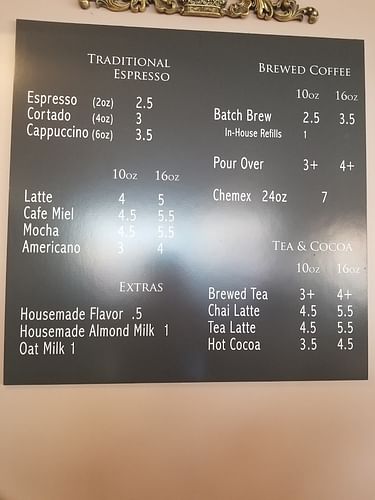 TRADITIONAL
ESPRESSO
Espresso (2oz) 2.5
Cortado (4oz) 3
Cappuccino (6oz) 3.5
10oz 16oz
Latte 4 5
Cafe Miel 4.5 5.5
Mocha 4.5 5.5
Americano 3 4
EXTRAS
Housemade Flavor .5
Housemade Almond Milk 1
Oat Milk 1
BREWED COFFEE
10oz 16oz
Batch Brew 2.5 3.5
In-House Refills 1
Pour Over 3+ 4+
Chemex 24oz 7
TEA & COCOA
10oz 16oz
Brewed Tea 3+ 4+
Chai Latte 4.5 5.5
Tea Latte 4.5 5.5
Hot Cocoa 3.5 4.5